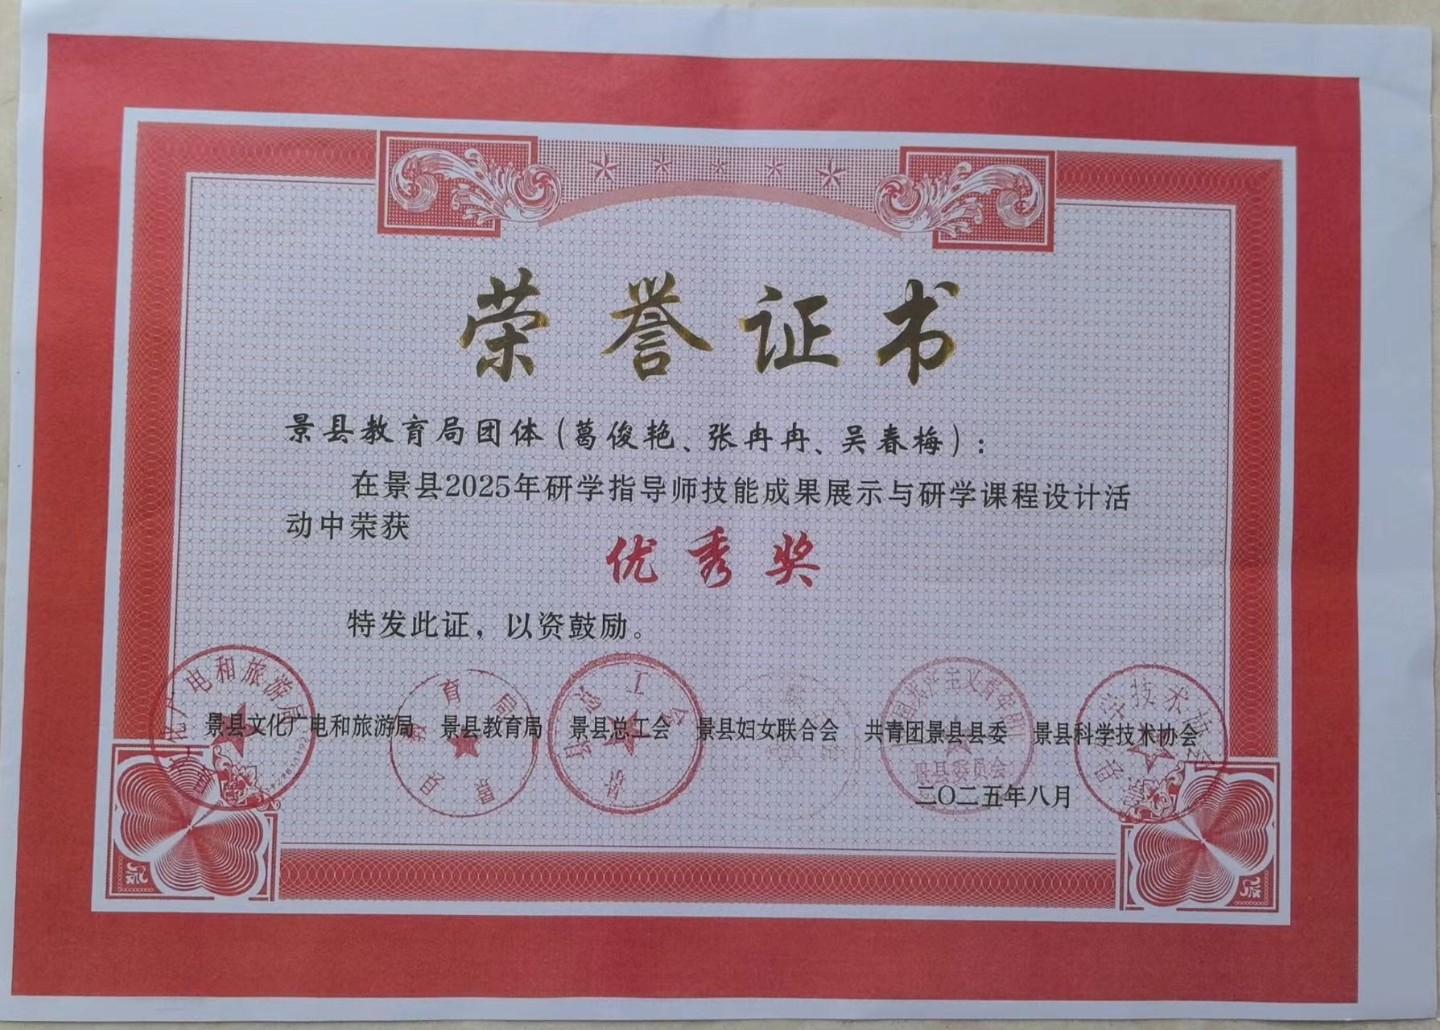 荣誉证书
景县教育局团体(葛俊艳、张冉冉、吴春梜):
在景县2025年研学指导师技能成果展示与研学课程设计活
动中荣获
优秀奖
特发此证，以资鼓励。
景县文化广电和旅游局 景县教育局 景县总工会 景县妇女联合会 共青团景县县委 景县科学技术协会
二〇二五年八月